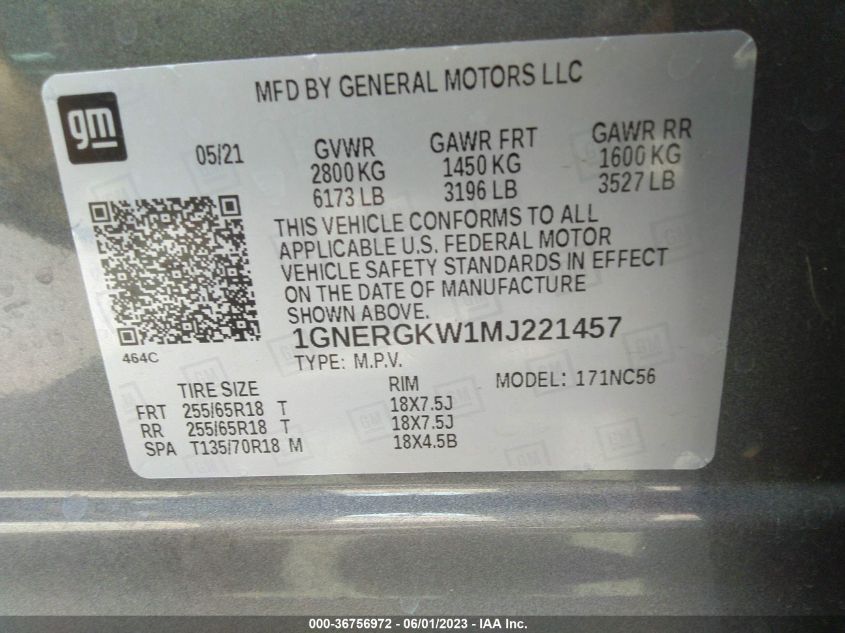 MFD BY GENERAL MOTORS LLC
gm
05/21
GVWR
2800 KG
6173 LB
GAWR FRT
1450 KG
3196 LB
GAWR RR
1600 KG
3527 LB
THIS VEHICLE CONFORMS TO ALL
APPLICABLE U.S. FEDERAL MOTOR
VEHICLE SAFETY STANDARDS IN EFFECT
ON THE DATE OF MANUFACTURE
SHOWN ABOVE.
1GNERGKW1MJ221457
464C
TYPE: M.P.V.
TIRE SIZE RIM MODEL: 171NC56
FRT 255/65R18 T 18X7.5J
RR 255/65R18 T 18X7.5J
SPA T135/70R18 M 18X4.5B
000-36756972 - 06/01/2023 - IAA Inc.